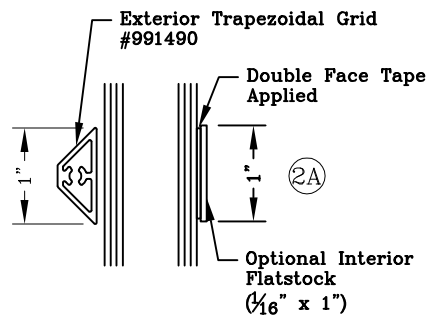 Exterior Trapezoidal Grid
#991490
Double Face Tape
Applied
1"
1"
2A
Optional Interior
Flatstock
(1/16" x 1")